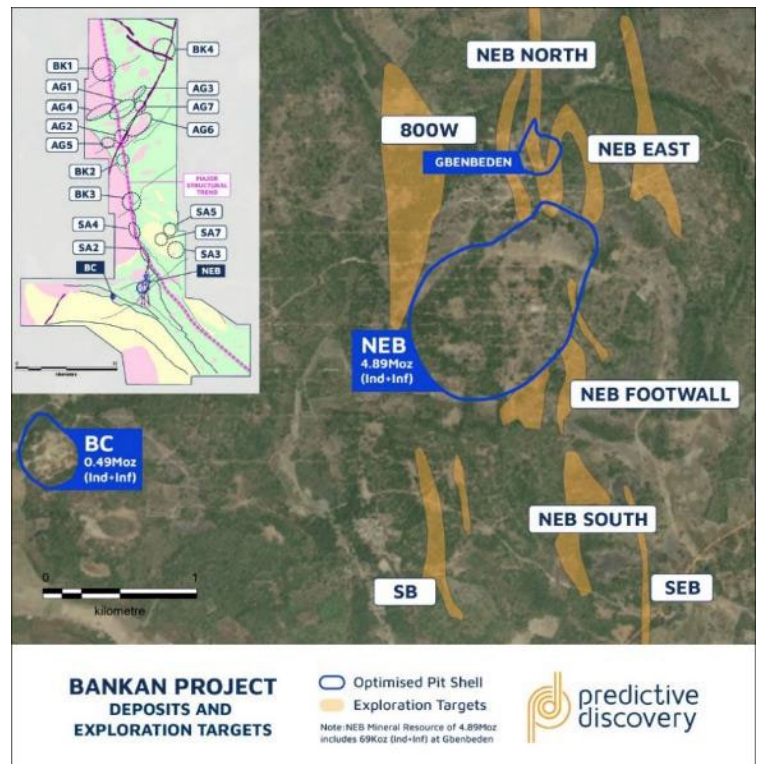 BK4
BK1
AG1
AG3
AG4
AG7
AG2
AG6
AG5
BK2
MAJOR
STRUCTURAL
TREND
BK3
SA5
SA4
SA7
SA2
SA3
BC
NEB
kilometre
NEB NORTH
800W
GBENBEDEN
NEB EAST
NEB
4.89Moz
(Ind+Inf)
NEB FOOTWALL
BC
0.49Moz
(Ind+Inf)
NEB SOUTH
SB
SEB
0 1
kilometre
BANKAN PROJECT
DEPOSITS AND
EXPLORATION TARGETS
Optimised Pit Shell
Exploration Targets
Note:NEB Mineral Resource of 4.89Moz
includes 69Koz (Ind+Inf) at Gbenbeden
predictive
discovery